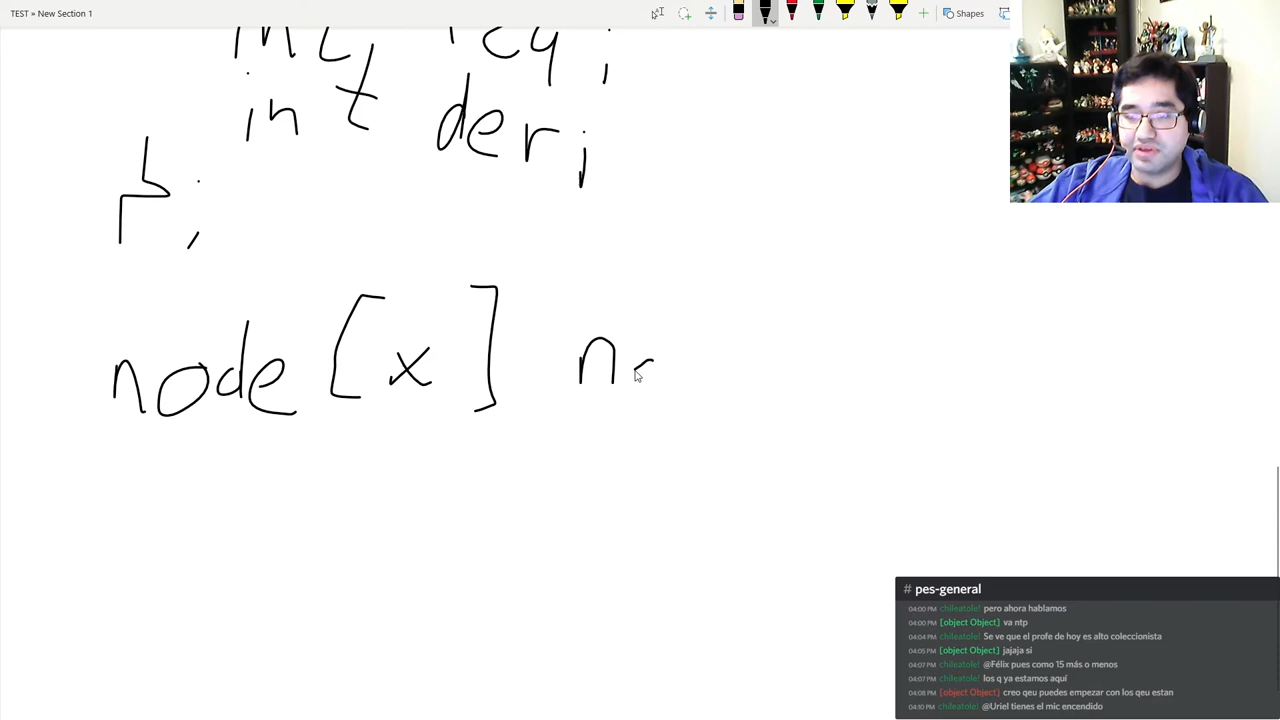 TEST » New Section 1
Shapes
int der;
};
node [x] n
# pes-general
04:00 PM chileatole! pero ahora hablamos
04:00 PM [object Object] va ntp
04:04 PM chileatole! Se ve que el profe de hoy es alto coleccionista
04:05 PM [object Object] jajaja si
04:07 PM chileatole! @Félix pues como 15 más o menos
04:07 PM chileatole! los q ya estamos aquí
04:08 PM [object Object] creo qeu puedes empezar con los qeu estan
04:10 PM chileatole! @Uriel tienes el mic encendido